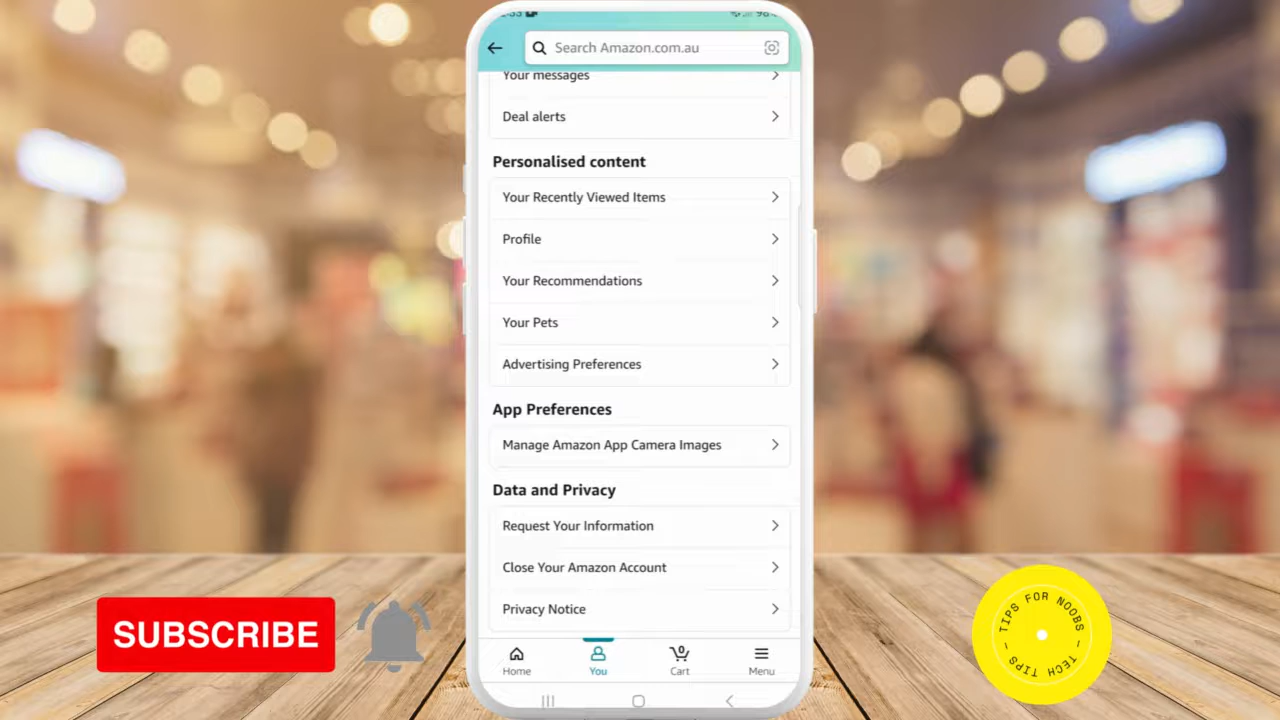 Search Amazon.com.au
Your messages
Deal alerts
Personalised content
Your Recently Viewed Items
Profile
Your Recommendations
Your Pets
Advertising Preferences
App Preferences
Manage Amazon App Camera Images
Data and Privacy
Request Your Information
Close Your Amazon Account
Privacy Notice
0
Home
You
Cart
Menu
SUBSCRIBE
TIPS FOR NOOBS
TECH TIPS